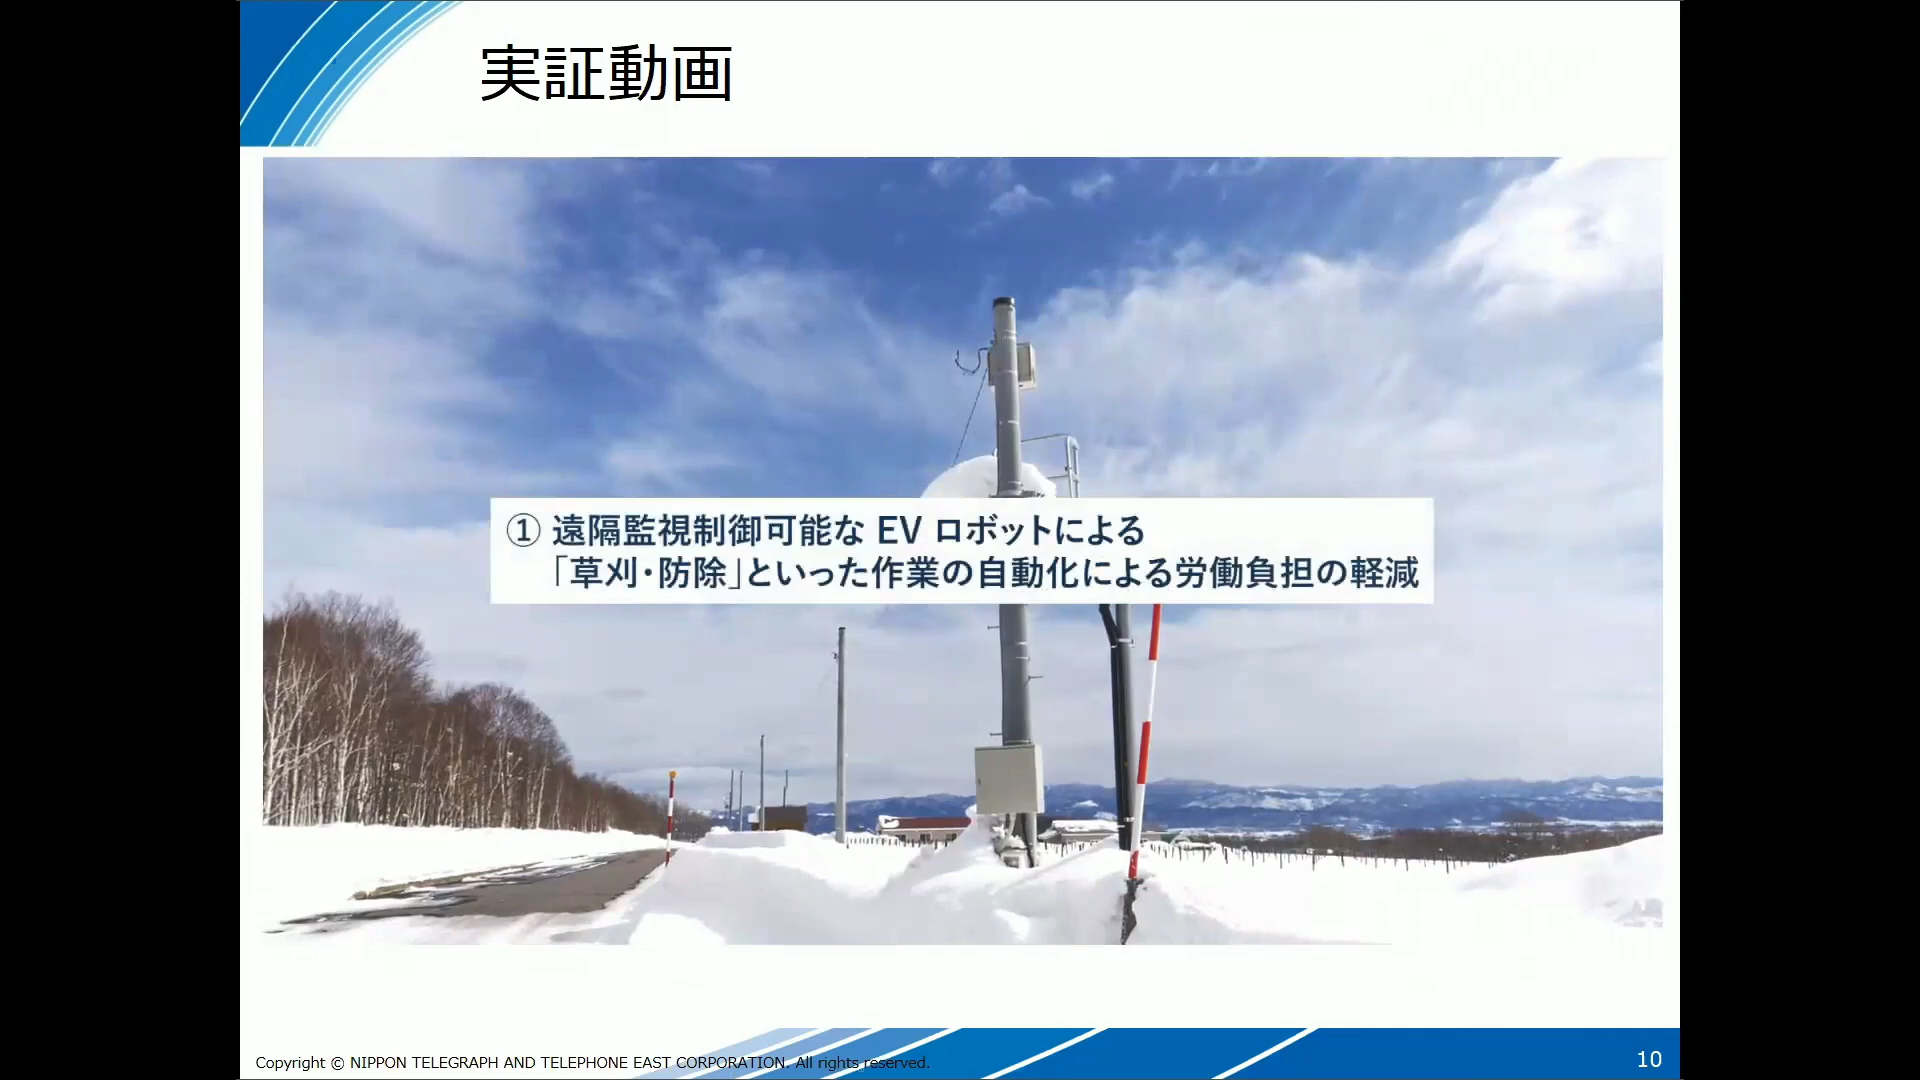 実証動画
① 遠隔監視制御可能な EV ロボットによる
「草刈・防除」といった作業の自動化による労働負担の軽減
Copyright © NIPPON TELEGRAPH AND TELEPHONE EAST CORPORATION. All rights reserved.
10